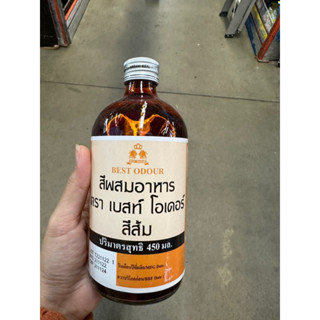 BEST ODOUR
สีผสมอาหาร
ตรา เบสท์ โอเดอร์
สีส้ม
ปริมาตรสุทธิ 450 มล.